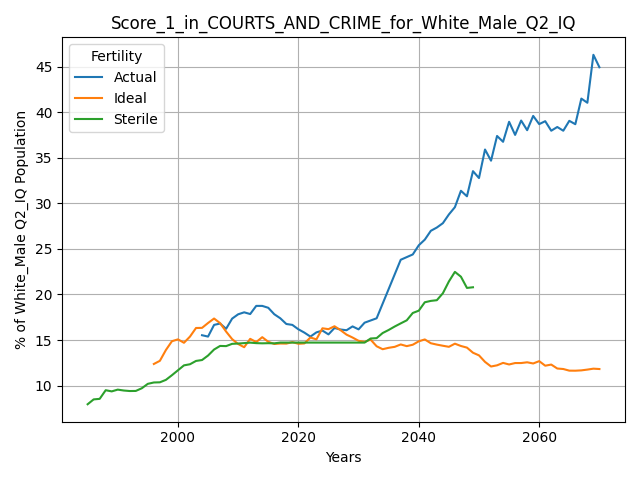 Score_1_in_COURTS_AND_CRIME_for_White_Male_Q2_IQ
Fertility
Actual
Ideal
Sterile
% of White_Male Q2_IQ Population
45
40
35
30
25
20
15
10
2000
2020
2040
2060
Years